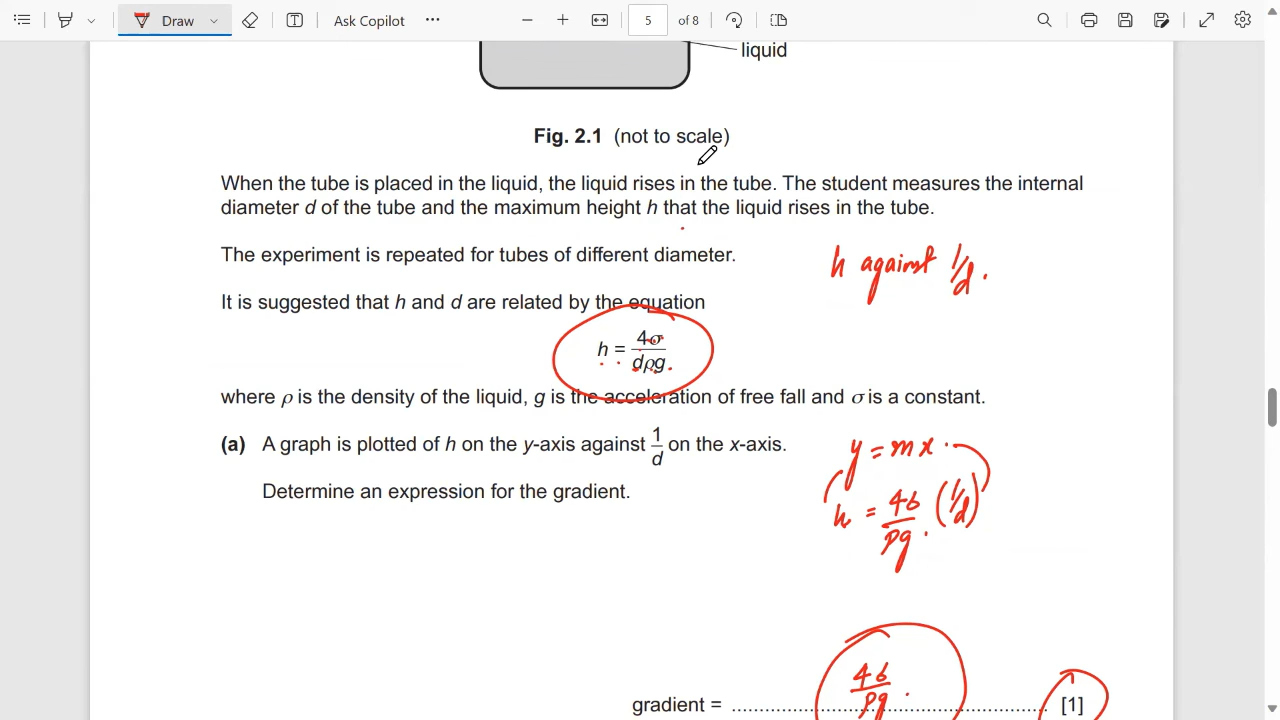 Draw
Ask Copilot
5 of 8
liquid
Fig. 2.1 (not to scale)
When the tube is placed in the liquid, the liquid rises in the tube. The student measures the internal
diameter d of the tube and the maximum height h that the liquid rises in the tube.
The experiment is repeated for tubes of different diameter.
h against 1/d.
It is suggested that h and d are related by the equation
h = 4σ/dρg
where ρ is the density of the liquid, g is the acceleration of free fall and σ is a constant.
(a) A graph is plotted of h on the y-axis against 1/d on the x-axis.
y = mx
Determine an expression for the gradient.
h = 4σ/ρg (1/d)
4σ/ρg
gradient = ................................................ [1]